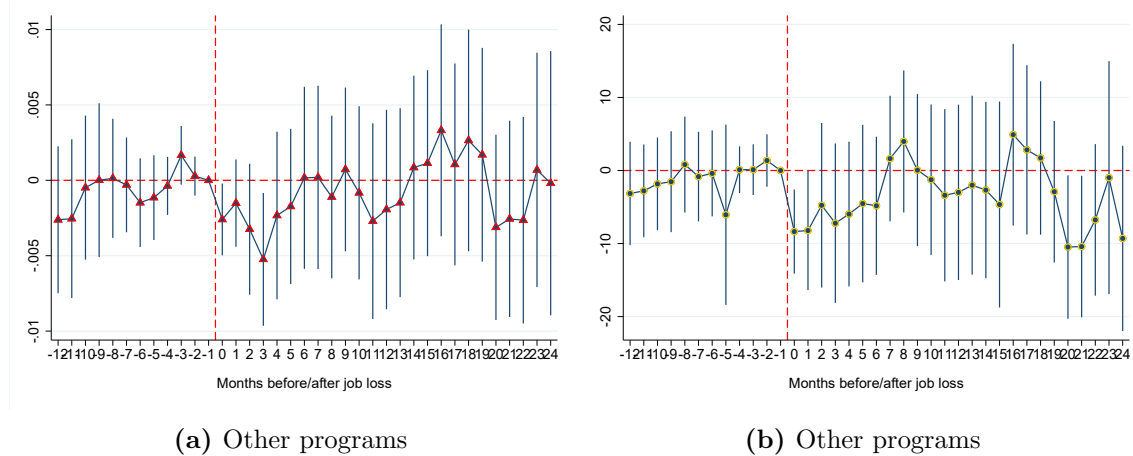 .01
.005
0
-.005
-.01
-12-11-10-9 -8 -7 -6 -5 -4 -3 -2 -1 0 1 2 3 4 5 6 7 8 9 10 11 12 13 14 15 16 17 18 19 20 21 22 23 24
Months before/after job loss
(a) Other programs
20
10
0
-10
-20
-12-11-10-9 -8 -7 -6 -5 -4 -3 -2 -1 0 1 2 3 4 5 6 7 8 9 10 11 12 13 14 15 16 17 18 19 20 21 22 23 24
Months before/after job loss
(b) Other programs